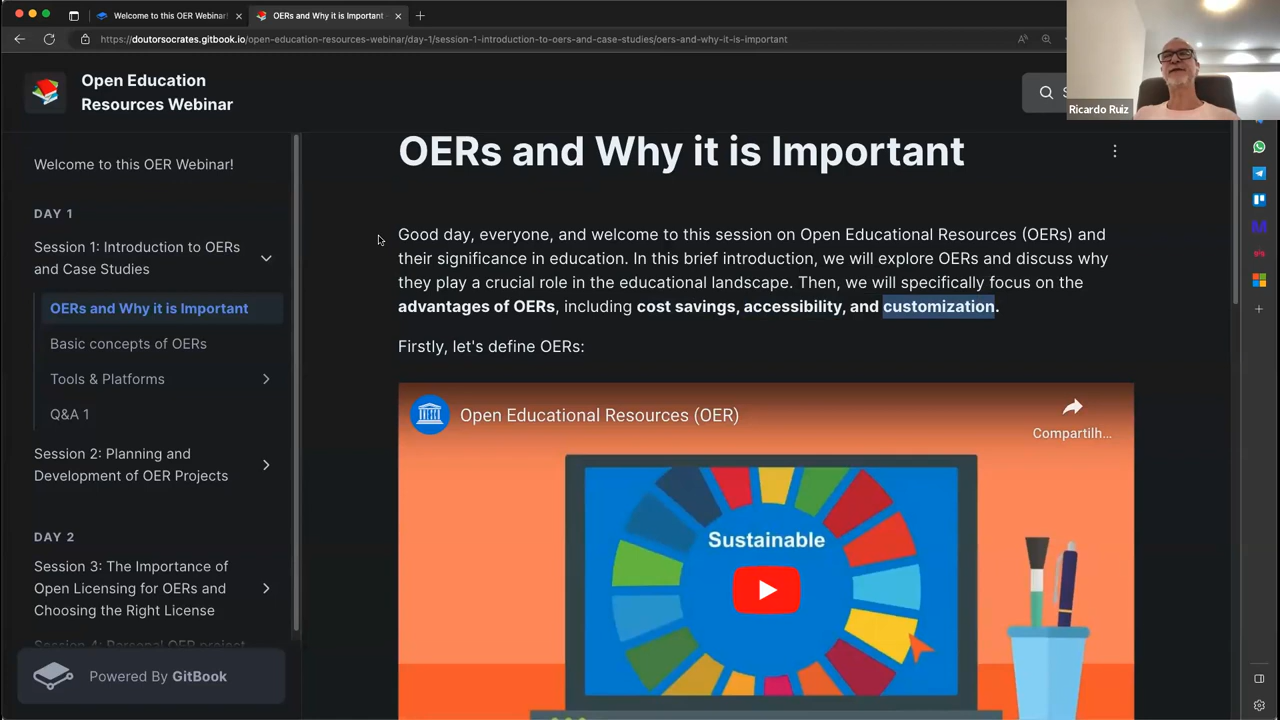 Welcome to this OER Webinar!
OERs and Why it is Important
https://doutorsocrates.gitbook.io/open-education-resources-webinar/day-1/session-1-introduction-to-oers-and-case-studies/oers-and-why-it-is-important
Open Education
Resources Webinar
Ricardo Ruiz
Welcome to this OER Webinar!
DAY 1
Session 1: Introduction to OERs
and Case Studies
OERs and Why it is Important
Basic concepts of OERs
Tools & Platforms
Q&A 1
Session 2: Planning and
Development of OER Projects
DAY 2
Session 3: The Importance of
Open Licensing for OERs and
Choosing the Right License
Session 4: Personal OER project
Powered By GitBook
OERs and Why it is Important
Good day, everyone, and welcome to this session on Open Educational Resources (OERs) and
their significance in education. In this brief introduction, we will explore OERs and discuss why
they play a crucial role in the educational landscape. Then, we will specifically focus on the
advantages of OERs, including cost savings, accessibility, and customization.
Firstly, let's define OERs:
Open Educational Resources (OER)
Compartilh...
Sustainable